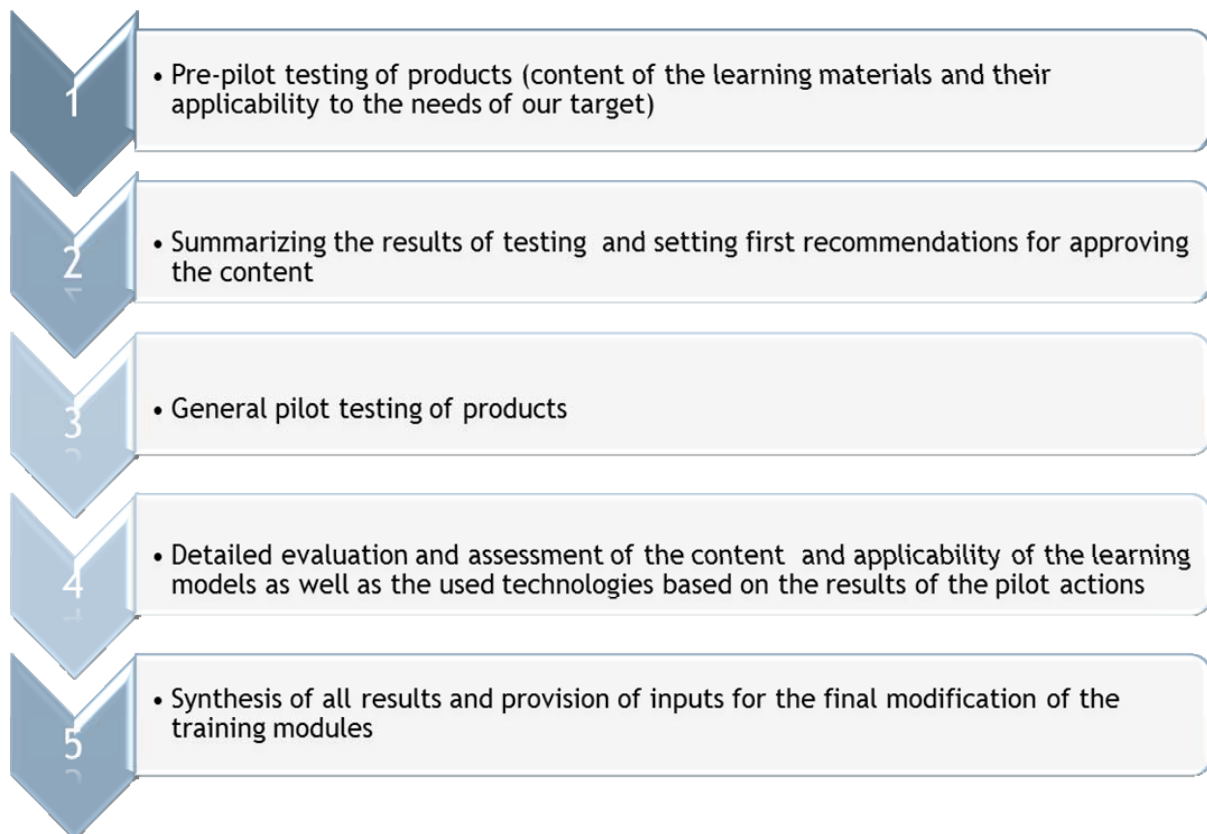 1
• Pre-pilot testing of products (content of the learning materials and their
applicability to the needs of our target)
2
• Summarizing the results of testing and setting first recommendations for approving
the content
3
• General pilot testing of products
4
• Detailed evaluation and assessment of the content and applicability of the learning
models as well as the used technologies based on the results of the pilot actions
5
• Synthesis of all results and provision of inputs for the final modification of the
training modules